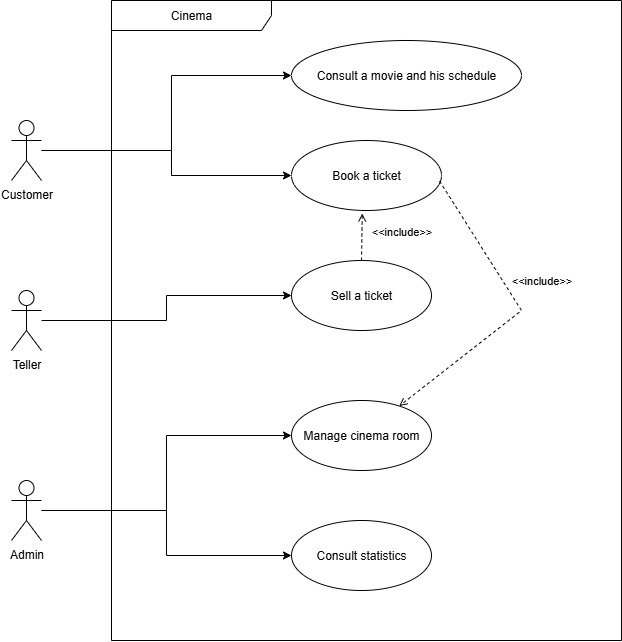 Cinema
Consult a movie and his schedule
Customer
Book a ticket
<<include>>
<<include>>
Sell a ticket
Teller
Manage cinema room
Admin
Consult statistics